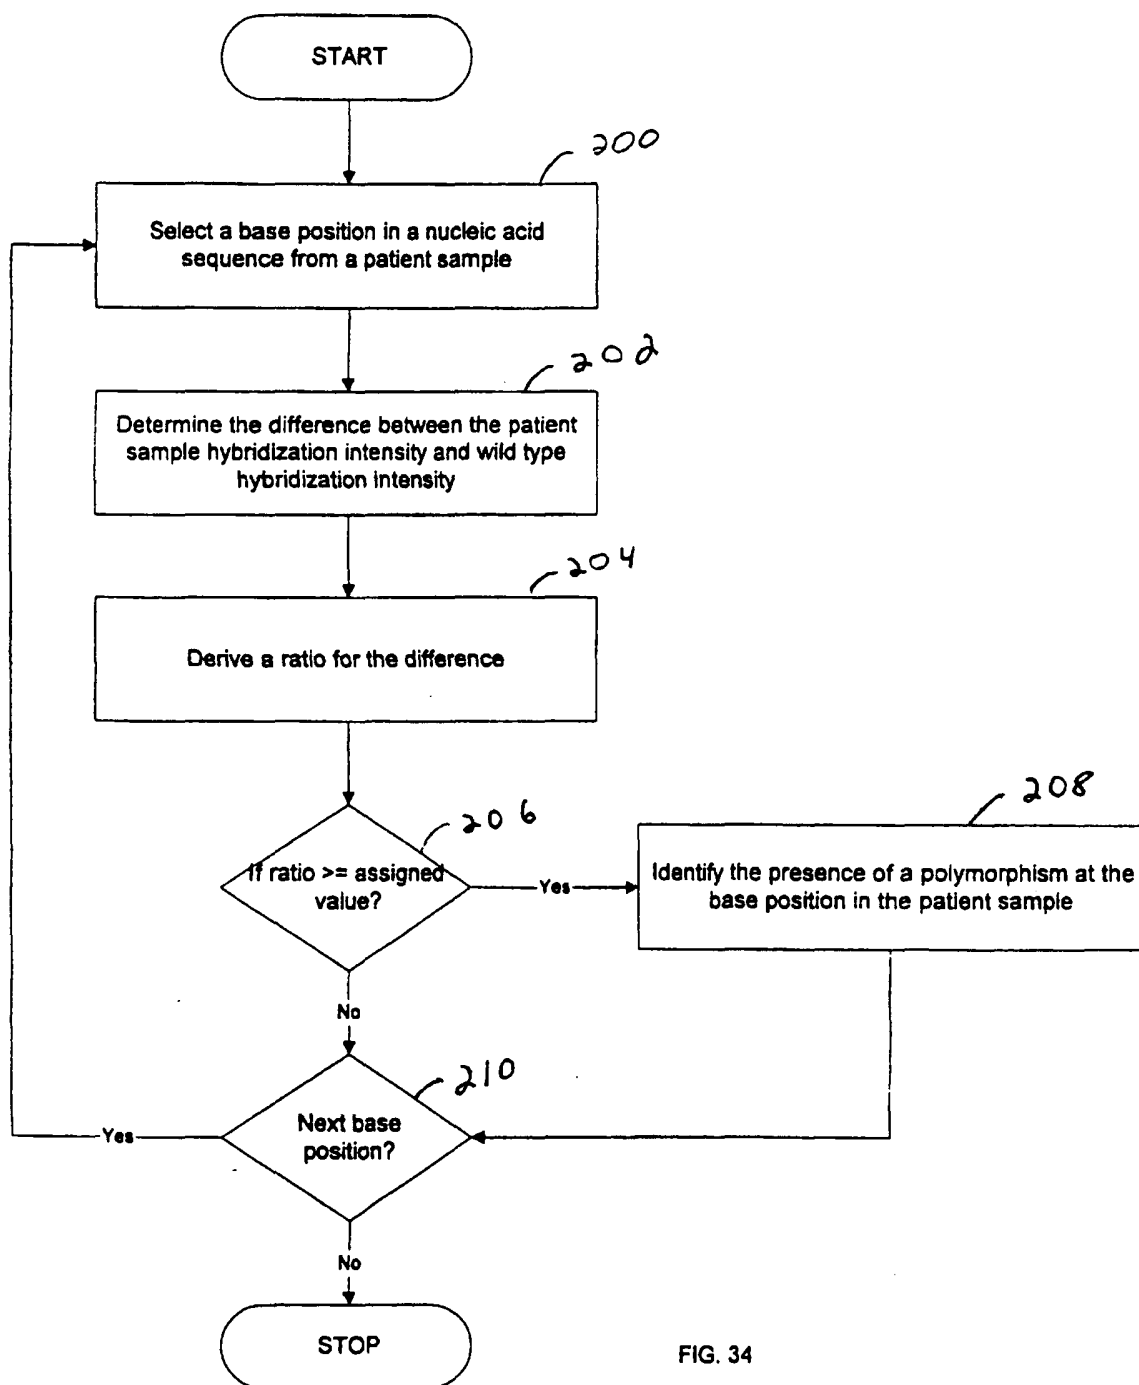 START
200
Select a base position in a nucleic acid
sequence from a patient sample
202
Determine the difference between the patient
sample hybridization intensity and wild type
hybridization intensity
204
Derive a ratio for the difference
206
If ratio >= assigned
value?
Yes
208
Identify the presence of a polymorphism at the
base position in the patient sample
No
210
Next base
position?
Yes
No
STOP
FIG. 34